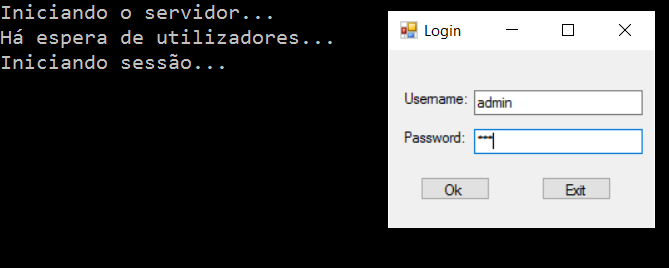 Iniciando o servidor...
Há espera de utilizadores...
Iniciando sessão...
Login
Username: admin
Password: ***
Ok Exit